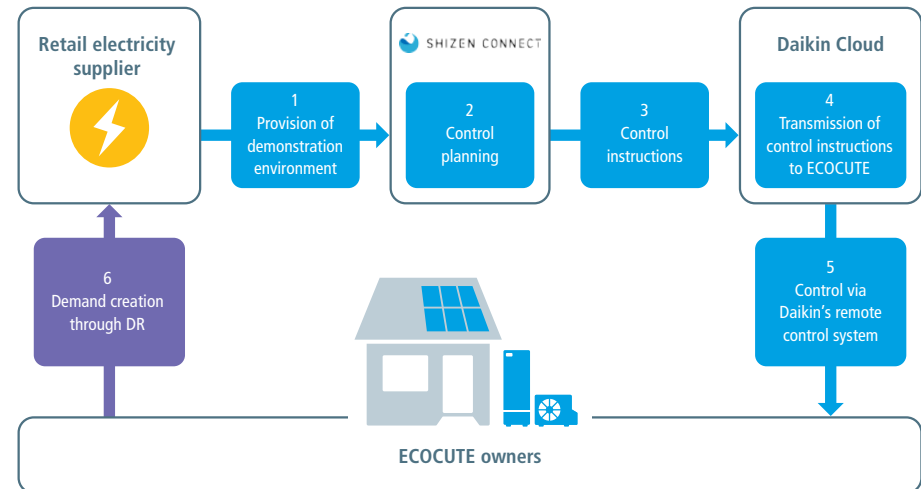 Retail electricity
supplier
1
Provision of
demonstration
environment
SHIZEN CONNECT
2
Control
planning
3
Control
instructions
Daikin Cloud
4
Transmission of
control instructions
to ECOCUTE
5
Control via
Daikin's remote
control system
6
Demand creation
through DR
ECOCUTE owners